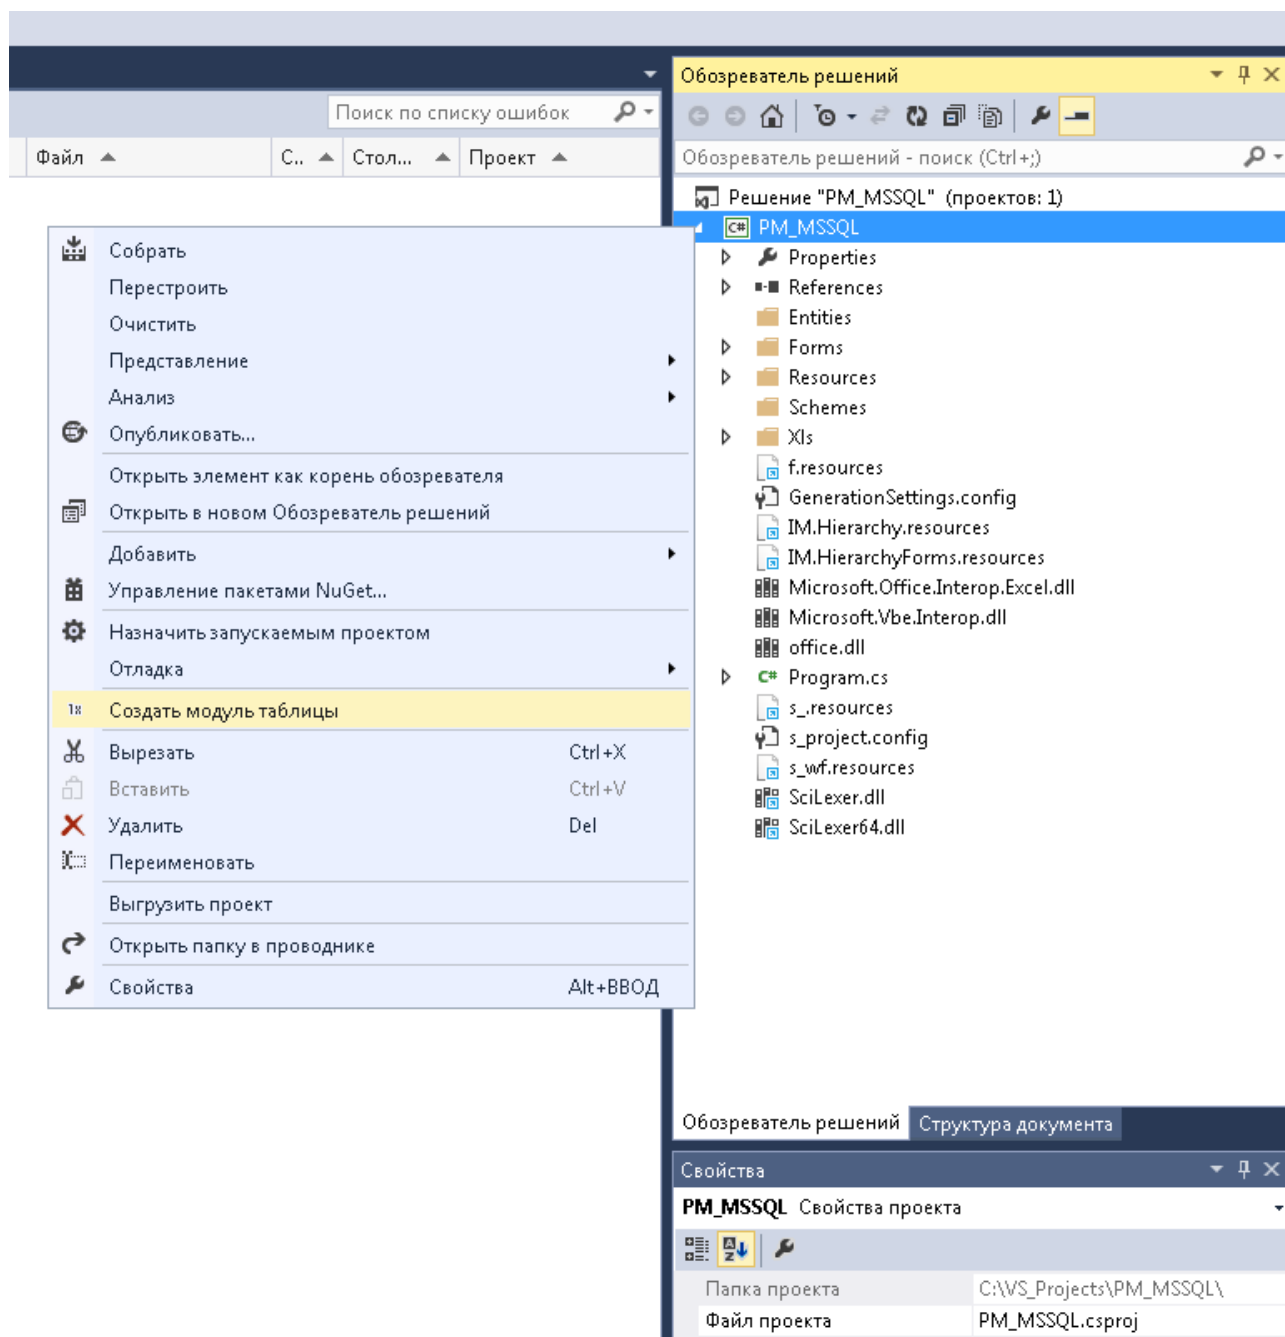 Обозреватель решений
Поиск по списку ошибок
Файл С.. Стол... Проект
Обозреватель решений - поиск (Ctrl+;)
Решение "PM_MSSQL" (проектов: 1)
C# PM_MSSQL
Properties
References
Entities
Forms
Resources
Schemes
Xls
f.resources
GenerationSettings.config
IM.Hierarchy.resources
IM.HierarchyForms.resources
Microsoft.Office.Interop.Excel.dll
Microsoft.Vbe.Interop.dll
office.dll
C# Program.cs
s_.resources
s_project.config
s_wf.resources
SciLexer.dll
SciLexer64.dll
Собрать
Перестроить
Очистить
Представление
Анализ
Опубликовать...
Открыть элемент как корень обозревателя
Открыть в новом Обозреватель решений
Добавить
Управление пакетами NuGet...
Назначить запускаемым проектом
Отладка
Создать модуль таблицы
Вырезать Ctrl+X
Вставить Ctrl+V
Удалить Del
Переименовать
Выгрузить проект
Открыть папку в проводнике
Свойства Alt+ВВОД
Обозреватель решений Структура документа
Свойства
PM_MSSQL Свойства проекта
Папка проекта C:\VS_Projects\PM_MSSQL\
Файл проекта PM_MSSQL.csproj